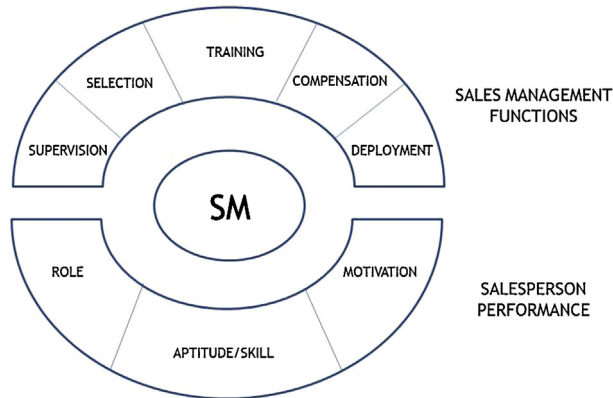 TRAINING
SELECTION
COMPENSATION
SUPERVISION
DEPLOYMENT
SALES MANAGEMENT
FUNCTIONS
SM
ROLE
MOTIVATION
APTITUDE/SKILL
SALESPERSON
PERFORMANCE